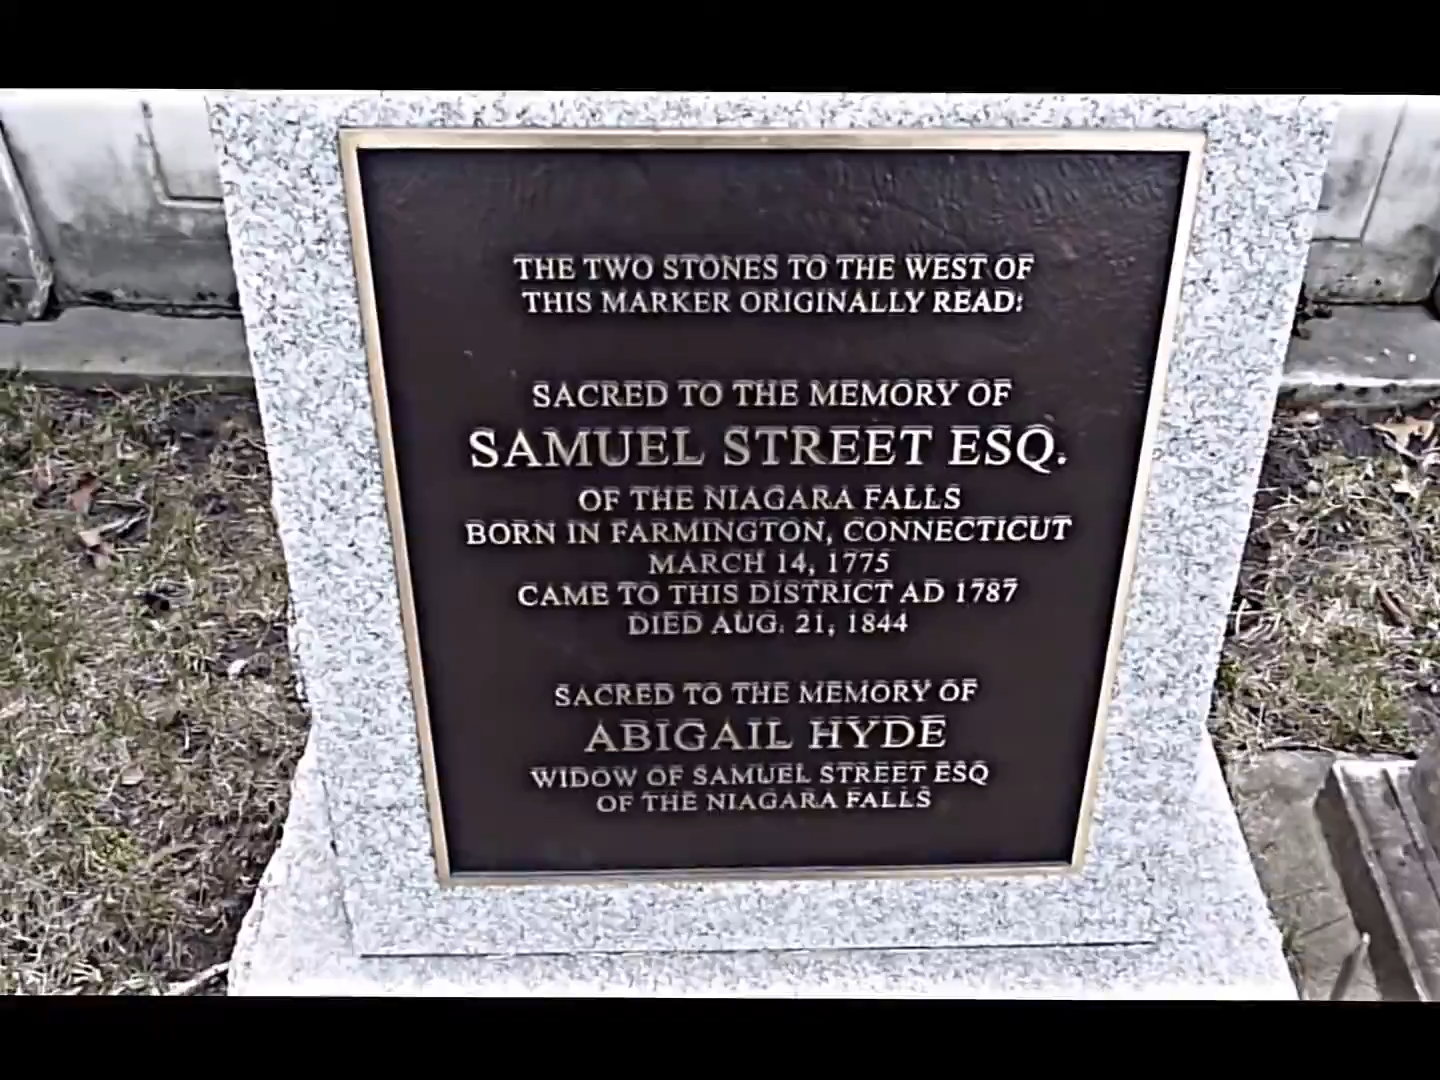 THE TWO STONES TO THE WEST OF
THIS MARKER ORIGINALLY READ:
SACRED TO THE MEMORY OF
SAMUEL STREET ESQ.
OF THE NIAGARA FALLS
BORN IN FARMINGTON, CONNECTICUT
MARCH 14, 1775
CAME TO THIS DISTRICT AD 1787
DIED AUG. 21, 1844
SACRED TO THE MEMORY OF
ABIGAIL HYDE
WIDOW OF SAMUEL STREET ESQ
OF THE NIAGARA FALLS